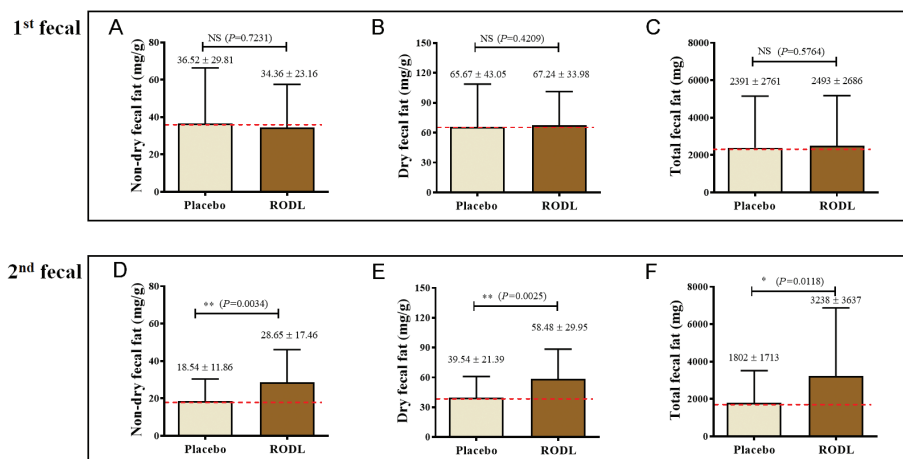 1st fecal
A
NS (P=0.7231)
36.52 ± 29.81
34.36 ± 23.16
Non-dry fecal fat (mg/g)
80
60
40
20
0
Placebo
RODL
B
NS (P=0.4209)
65.67 ± 43.05
67.24 ± 33.98
Dry fecal fat (mg/g)
150
120
90
60
30
0
Placebo
RODL
C
NS (P=0.5764)
2391 ± 2761
2493 ± 2686
Total fecal fat (mg)
8000
6000
4000
2000
0
Placebo
RODL
2nd fecal
D
** (P=0.0034)
18.54 ± 11.86
28.65 ± 17.46
Non-dry fecal fat (mg/g)
80
60
40
20
0
Placebo
RODL
E
** (P=0.0025)
39.54 ± 21.39
58.48 ± 29.95
Dry fecal fat (mg/g)
150
120
90
60
30
0
Placebo
RODL
F
* (P=0.0118)
1802 ± 1713
3238 ± 3637
Total fecal fat (mg)
8000
6000
4000
2000
0
Placebo
RODL